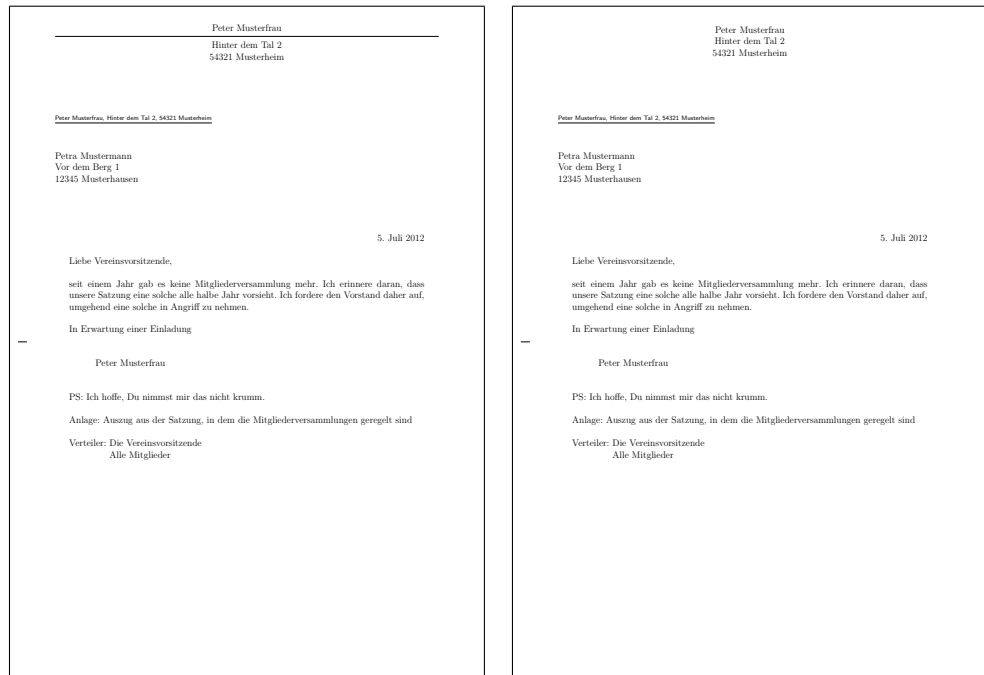 Peter Musterfrau
Hinter dem Tal 2
54321 Musterheim
Peter Musterfrau, Hinter dem Tal 2, 54321 Musterheim
Petra Mustermann
Vor dem Berg 1
12345 Musterhausen
5. Juli 2012
Liebe Vereinsvorsitzende,
seit einem Jahr gab es keine Mitgliederversammlung mehr. Ich erinnere daran, dass
unsere Satzung eine solche alle halbe Jahr vorsieht. Ich fordere den Vorstand daher auf,
umgehend eine solche in Angriff zu nehmen.
In Erwartung einer Einladung
Peter Musterfrau
PS: Ich hoffe, Du nimmst mir das nicht krumm.
Anlage: Auszug aus der Satzung, in dem die Mitgliederversammlungen geregelt sind
Verteiler: Die Vereinsvorsitzende
Alle Mitglieder
Peter Musterfrau
Hinter dem Tal 2
54321 Musterheim
Peter Musterfrau, Hinter dem Tal 2, 54321 Musterheim
Petra Mustermann
Vor dem Berg 1
12345 Musterhausen
5. Juli 2012
Liebe Vereinsvorsitzende,
seit einem Jahr gab es keine Mitgliederversammlung mehr. Ich erinnere daran, dass
unsere Satzung eine solche alle halbe Jahr vorsieht. Ich fordere den Vorstand daher auf,
umgehend eine solche in Angriff zu nehmen.
In Erwartung einer Einladung
Peter Musterfrau
PS: Ich hoffe, Du nimmst mir das nicht krumm.
Anlage: Auszug aus der Satzung, in dem die Mitgliederversammlungen geregelt sind
Verteiler: Die Vereinsvorsitzende
Alle Mitglieder